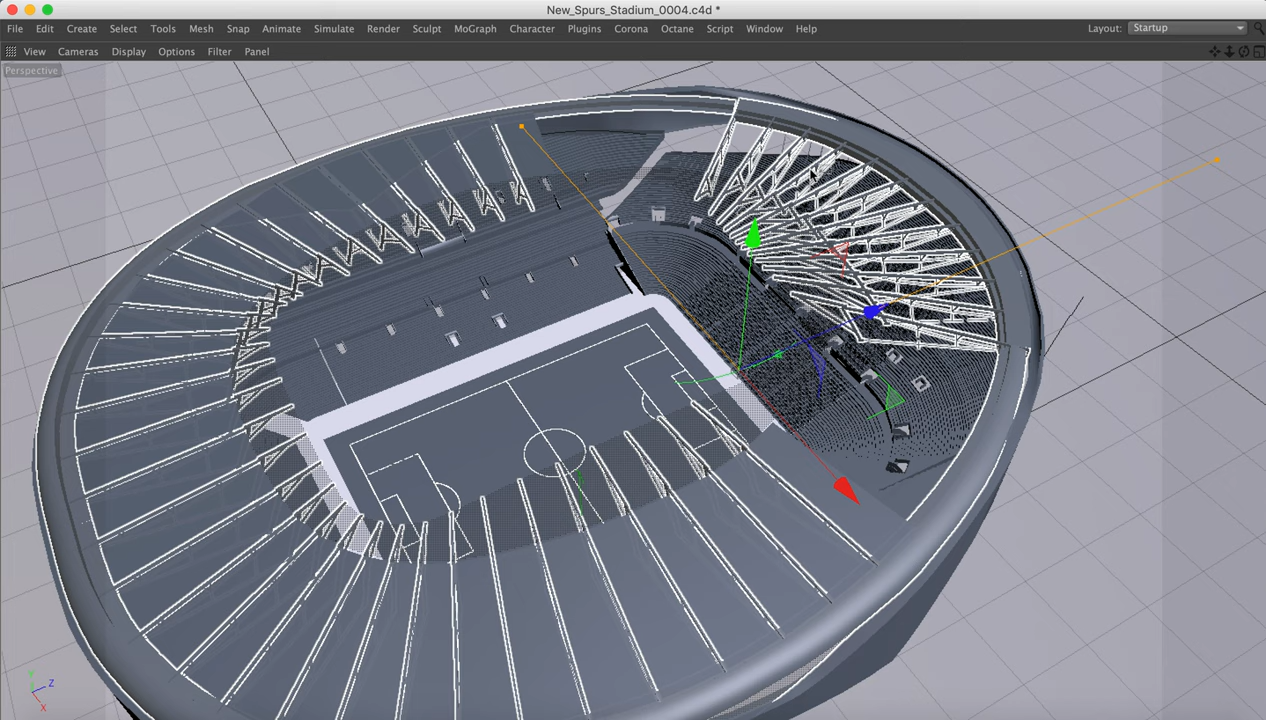 New_Spurs_Stadium_0004.c4d *
File Edit Create Select Tools Mesh Snap Animate Simulate Render Sculpt MoGraph Character Plugins Corona Octane Script Window Help Layout: Startup
View Cameras Display Options Filter Panel
Perspective
Y
Z
X